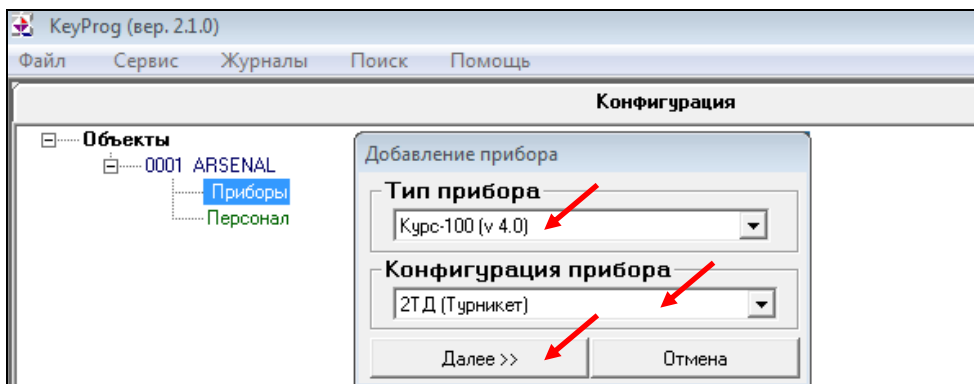 KeyProg (вер. 2.1.0)
Файл Сервис Журналы Поиск Помощь
Конфигурация
Объекты
0001 ARSENAL
Приборы
Персонал
Добавление прибора
Тип прибора
Курс-100 (v 4.0)
Конфигурация прибора
2ТД (Турникет)
Далее >> Отмена